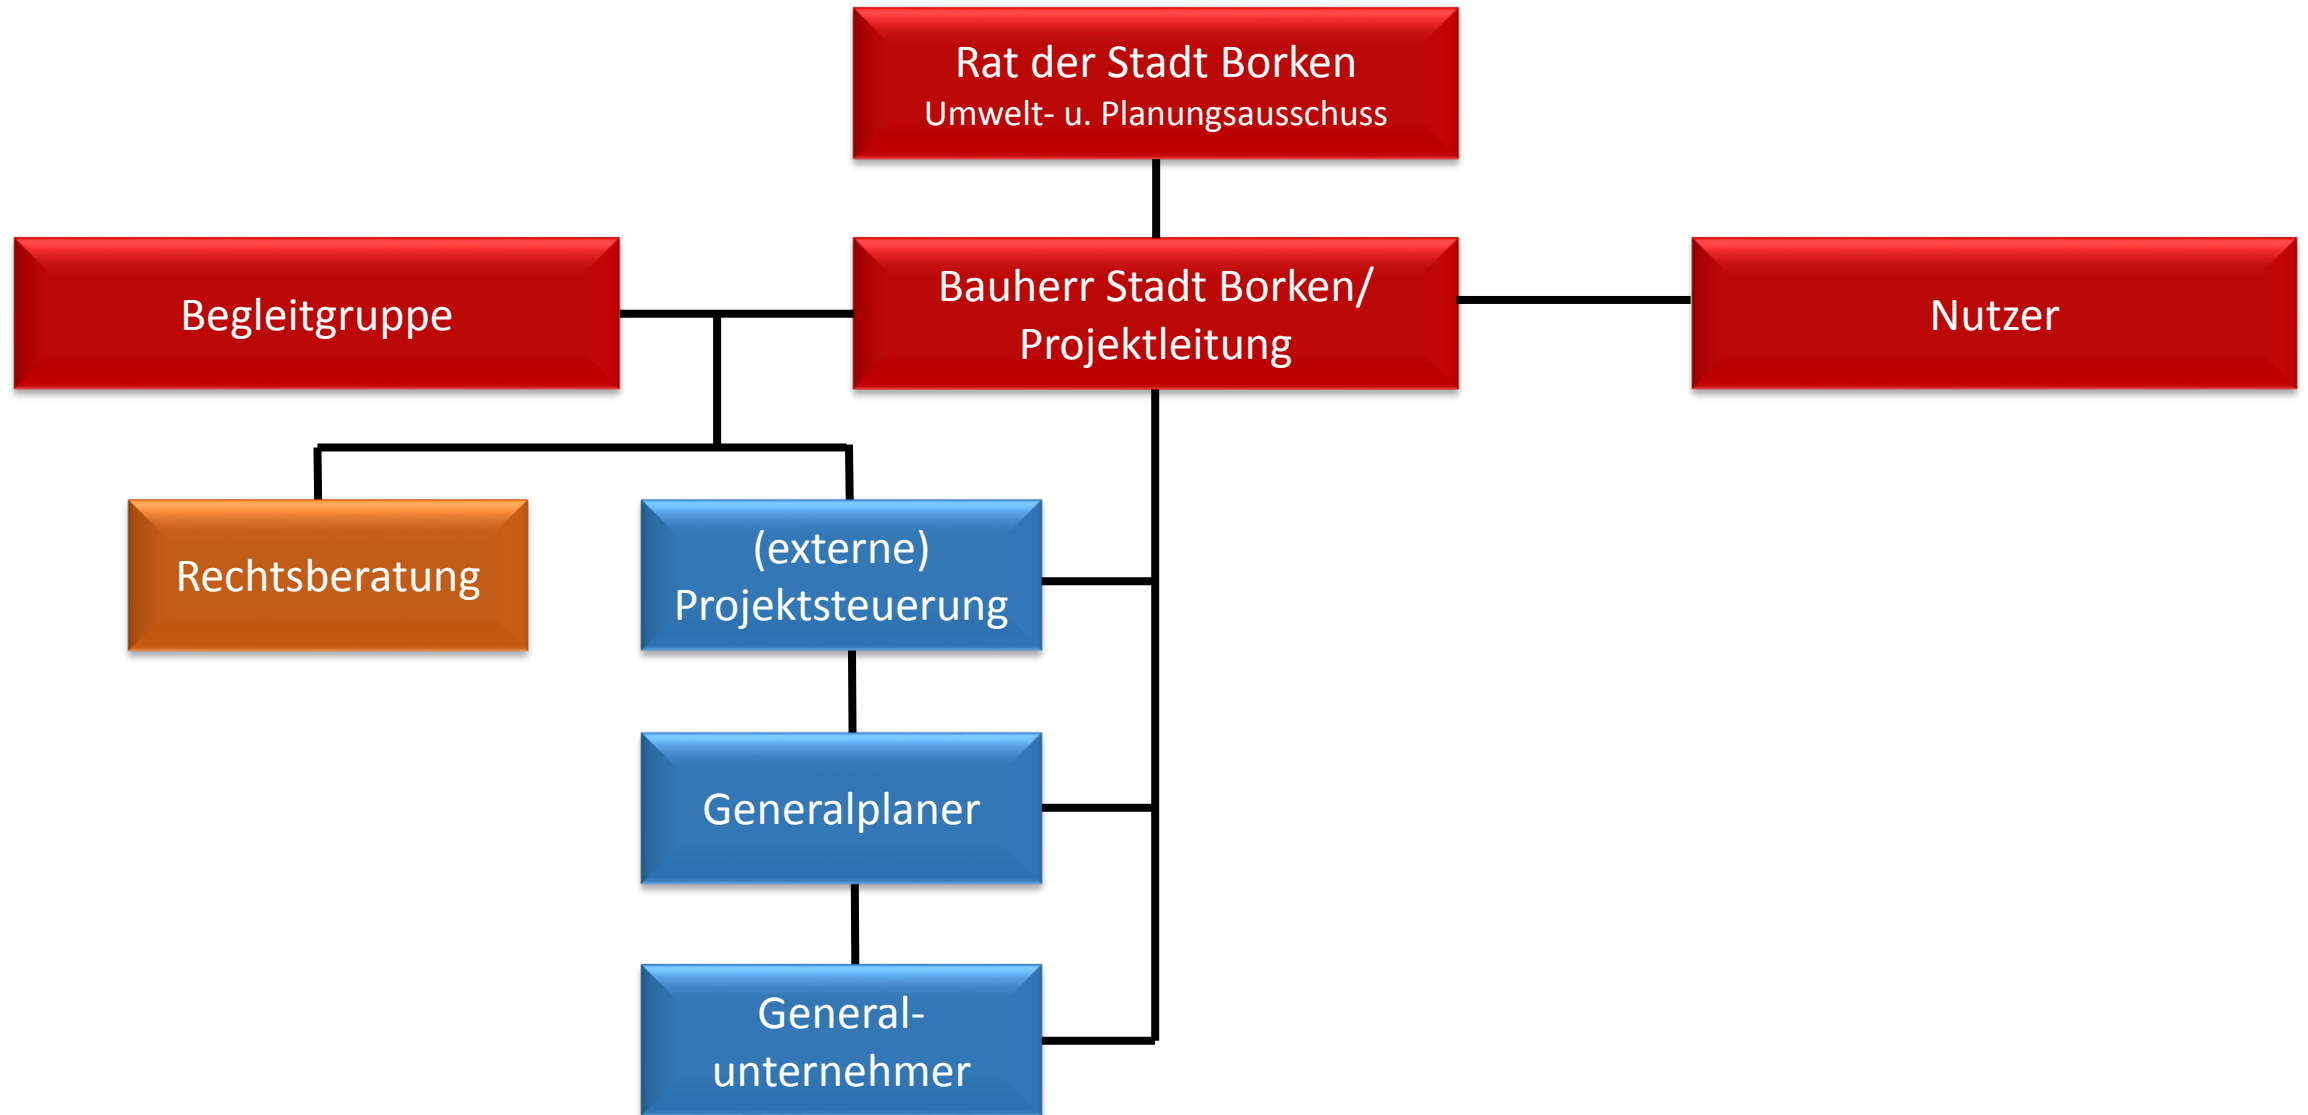 Rat der Stadt Borken
Umwelt- u. Planungsausschuss
Begleitgruppe
Bauherr Stadt Borken/
Projektleitung
Nutzer
Rechtsberatung
(externe)
Projektsteuerung
Generalplaner
General-
unternehmer